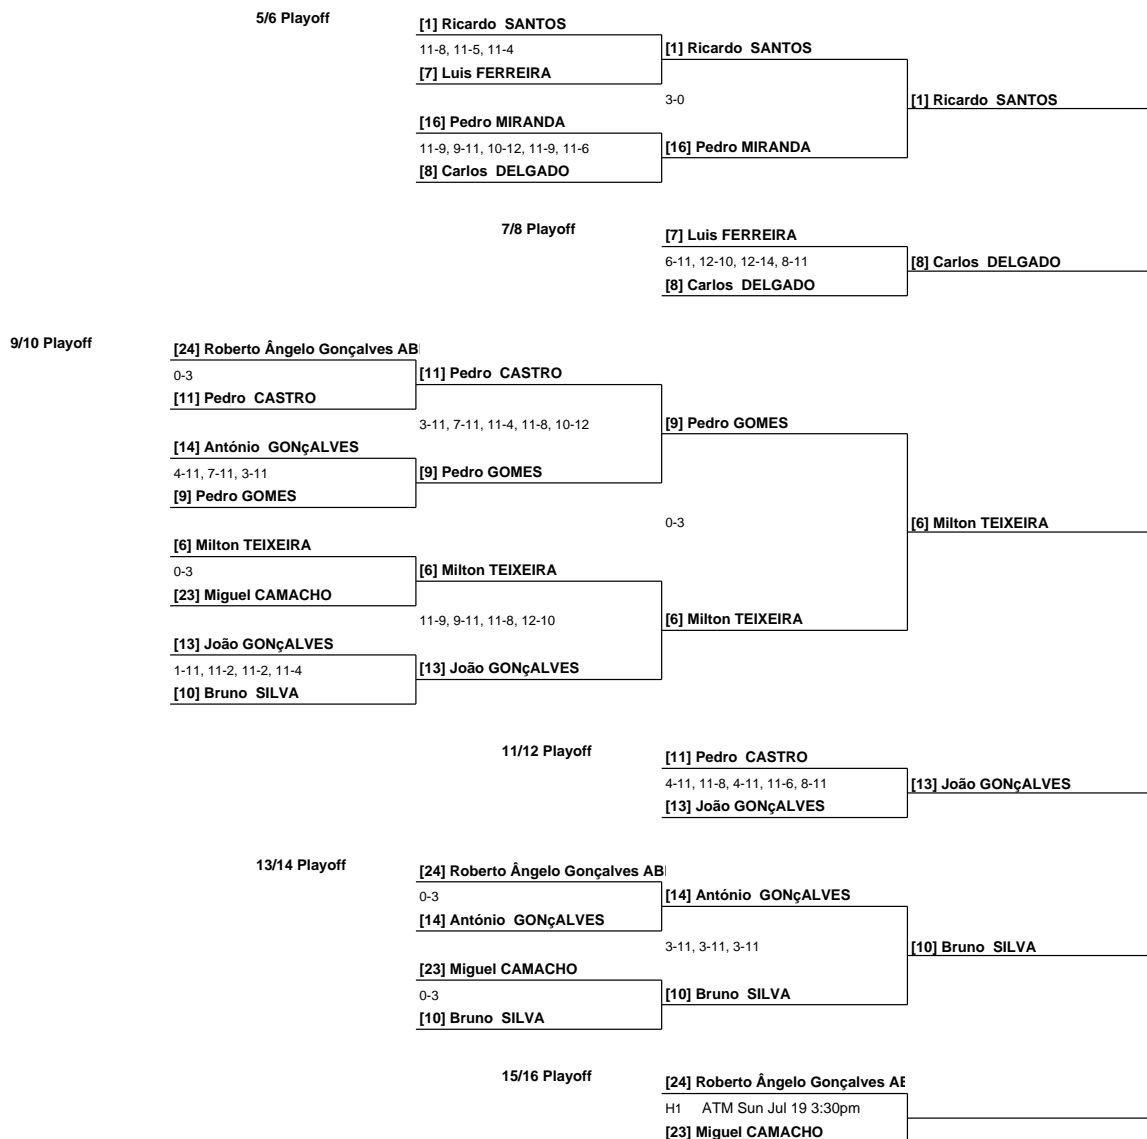 5/6 Playoff
[1] Ricardo SANTOS
11-8, 11-5, 11-4
[7] Luis FERREIRA
[1] Ricardo SANTOS
3-0
[1] Ricardo SANTOS
[16] Pedro MIRANDA
11-9, 9-11, 10-12, 11-9, 11-6
[8] Carlos DELGADO
[16] Pedro MIRANDA
7/8 Playoff
[7] Luis FERREIRA
6-11, 12-10, 12-14, 8-11
[8] Carlos DELGADO
[8] Carlos DELGADO
9/10 Playoff
[24] Roberto Ângelo Gonçalves AB
0-3
[11] Pedro CASTRO
[11] Pedro CASTRO
3-11, 7-11, 11-4, 11-8, 10-12
[9] Pedro GOMES
[14] António GONçALVES
4-11, 7-11, 3-11
[9] Pedro GOMES
[9] Pedro GOMES
0-3
[6] Milton TEIXEIRA
[6] Milton TEIXEIRA
0-3
[23] Miguel CAMACHO
[6] Milton TEIXEIRA
11-9, 9-11, 11-8, 12-10
[6] Milton TEIXEIRA
[13] João GONçALVES
1-11, 11-2, 11-2, 11-4
[10] Bruno SILVA
[13] João GONçALVES
11/12 Playoff
[11] Pedro CASTRO
4-11, 11-8, 4-11, 11-6, 8-11
[13] João GONçALVES
[13] João GONçALVES
13/14 Playoff
[24] Roberto Ângelo Gonçalves AB
0-3
[14] António GONçALVES
[14] António GONçALVES
3-11, 3-11, 3-11
[10] Bruno SILVA
[23] Miguel CAMACHO
0-3
[10] Bruno SILVA
[10] Bruno SILVA
15/16 Playoff
[24] Roberto Ângelo Gonçalves AB
H1 ATM Sun Jul 19 3:30pm
[23] Miguel CAMACHO